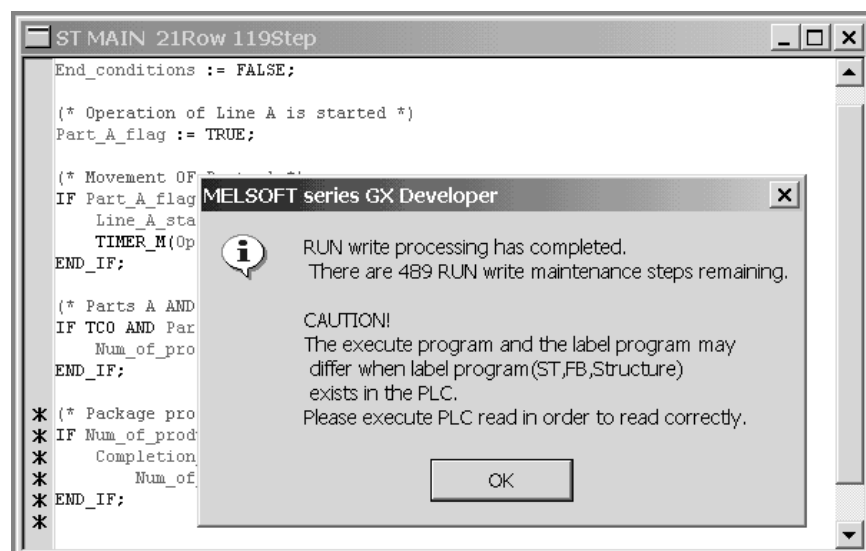 ST MAIN 21Row 119Step
End_conditions := FALSE;
(* Operation of Line A is started *)
Part_A_flag := TRUE;
(* Movement OF
IF Part_A_flag
Line_A_sta
TIMER_M(Op
END_IF;
(* Parts A AND
IF TCO AND Par
Num_of_pro
END_IF;
* (* Package pro
* IF Num_of_prod
* Completion_
* Num_of_
* END_IF;
*
MELSOFT series GX Developer
RUN write processing has completed.
There are 489 RUN write maintenance steps remaining.
CAUTION!
The execute program and the label program may
differ when label program(ST,FB,Structure)
exists in the PLC.
Please execute PLC read in order to read correctly.
OK